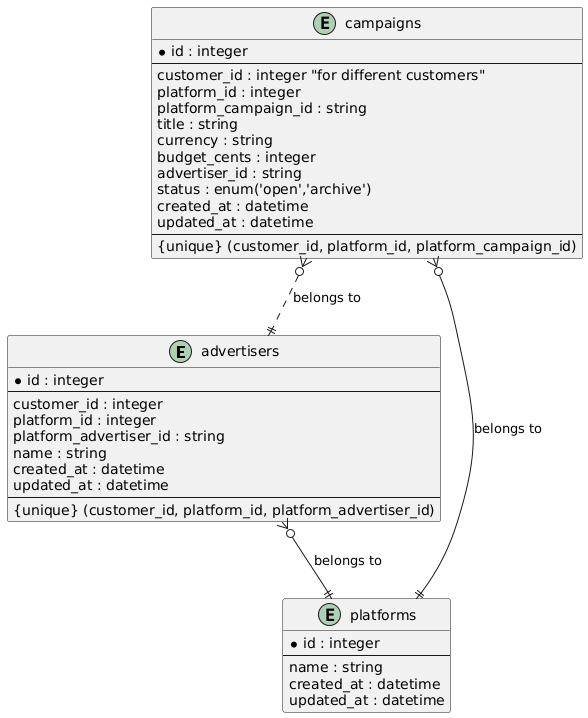 E campaigns
* id : integer
customer_id : integer "for different customers"
platform_id : integer
platform_campaign_id : string
title : string
currency : string
budget_cents : integer
advertiser_id : string
status : enum('open','archive')
created_at : datetime
updated_at : datetime
{unique} (customer_id, platform_id, platform_campaign_id)
belongs to
E advertisers
* id : integer
customer_id : integer
platform_id : integer
platform_advertiser_id : string
name : string
created_at : datetime
updated_at : datetime
{unique} (customer_id, platform_id, platform_advertiser_id)
belongs to
belongs to
E platforms
* id : integer
name : string
created_at : datetime
updated_at : datetime